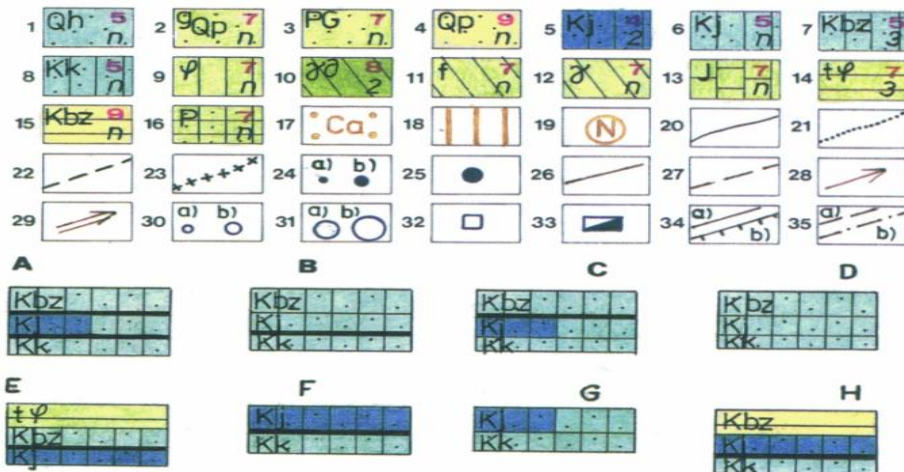 1 Qh 5 n 2 gQp 7 n 3 PG 7 n 4 Qp 9 n 5 Kj 4 2 6 Kj 5 n 7 Kbz 5 3
8 Kk 5 n 9 φ 7 n 10 γ∂ 8 2 11 f 7 n 12 γ 7 n 13 J 7 n 14 tφ 7 3
15 Kbz 9 n 16 P 7 n 17 Ca 18 19 N 20 21
22 23 24 a) b) 25 26 27 28
29 30 a) b) 31 a) b) 32 33 34 a) b) 35 a) b)
A B C D
Kbz Kbz Kbz Kbz
Kj Kj Kj Kj
Kk Kk Kk Kk
E F G H
tφ Kj Kj Kbz
Kbz Kk Kk Kj
Kj Kk